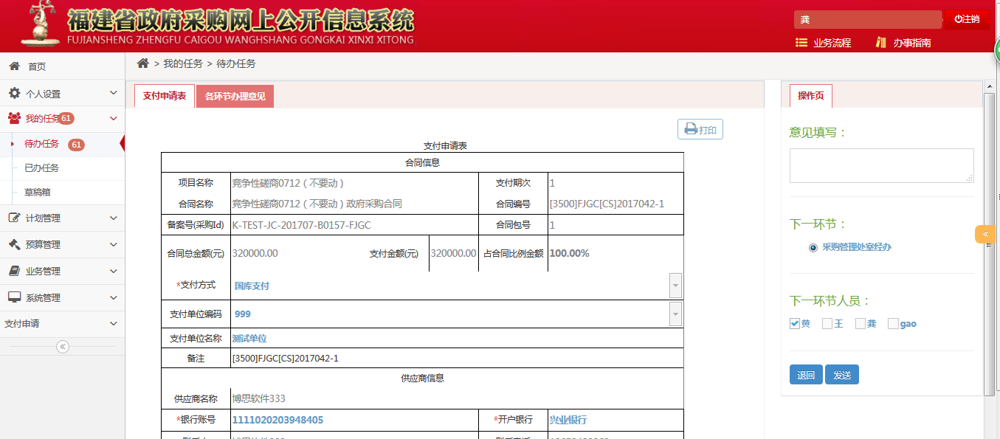 福建省政府采购网上公开信息系统
FUJIANSHENG ZHENGFU CAIGOU WANGHSHANG GONGKAI XINXI XITONG
龚
注销
业务流程 办事指南
首页
个人设置
我的任务 61
待办任务 61
已办任务
草稿箱
计划管理
预算管理
业务管理
系统管理
支付申请
> 我的任务 > 待办任务
支付申请表 各环节办理意见
打印
支付申请表
合同信息
项目名称 竞争性磋商0712（不要动） 支付期次 1
合同名称 竞争性磋商0712（不要动）政府采购合同 合同编号 [3500]FJGC[CS]2017042-1
备案号(采购Id) K-TEST-JC-201707-B0157-FJGC 合同包号 1
合同总金额(元) 320000.00 支付金额(元) 320000.00 占合同比例金额 100.00%
*支付方式 国库支付
支付单位编码 999
支付单位名称 测试单位
备注 [3500]FJGC[CS]2017042-1
供应商信息
供应商名称 博思软件333
*银行账号 1111020203948405 *开户银行 兴业银行
操作页
意见填写：
下一环节：
采购管理处室经办
下一环节人员：
黄 王 龚 gao
退回 发送